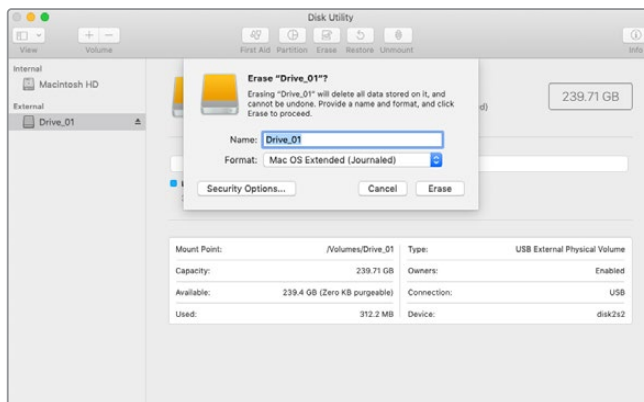 Disk Utility
View
Volume
First Aid
Partition
Erase
Restore
Unmount
Info
Internal
Macintosh HD
External
Drive_01
Erase “Drive_01”?
Erasing “Drive_01” will delete all data stored on it, and
cannot be undone. Provide a name and format, and click
Erase to proceed.
Name: Drive_01
Format: Mac OS Extended (Journaled)
Security Options...
Cancel
Erase
239.71 GB
Mount Point: /Volumes/Drive_01
Type: USB External Physical Volume
Capacity: 239.71 GB
Owners: Enabled
Available: 239.4 GB (Zero KB purgeable)
Connection: USB
Used: 312.2 MB
Device: disk2s2